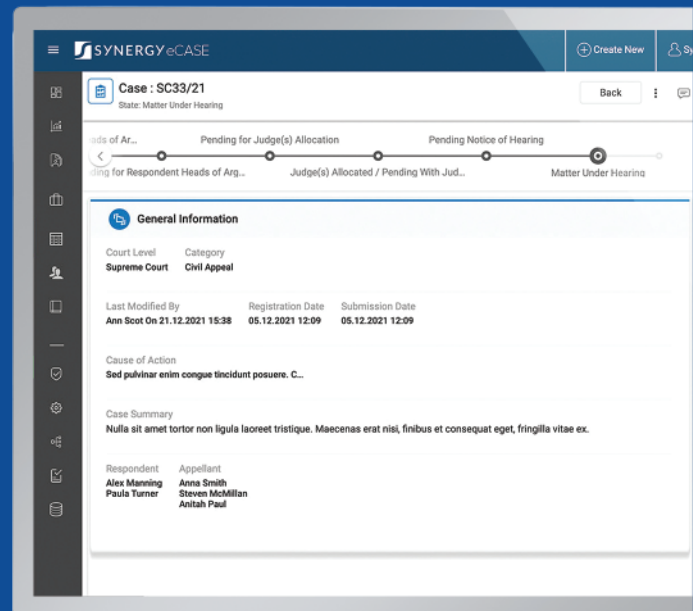 SYNERGY eCASE
Create New
Sy
Case : SC33/21
State: Matter Under Hearing
Back
ads of Ar...
Pending for Judge(s) Allocation
Pending Notice of Hearing
ding for Respondent Heads of Arg...
Judge(s) Allocated / Pending With Jud...
Matter Under Hearing
General Information
Court Level Category
Supreme Court Civil Appeal
Last Modified By Registration Date Submission Date
Ann Scot On 21.12.2021 15:38 05.12.2021 12:09 05.12.2021 12:09
Cause of Action
Sed pulvinar enim congue tincidunt posuere. C...
Case Summary
Nulla sit amet tortor non ligula laoreet tristique. Maecenas erat nisi, finibus et consequat eget, fringilla vitae ex.
Respondent Appellant
Alex Manning Anna Smith
Paula Turner Steven McMillan
Anitah Paul